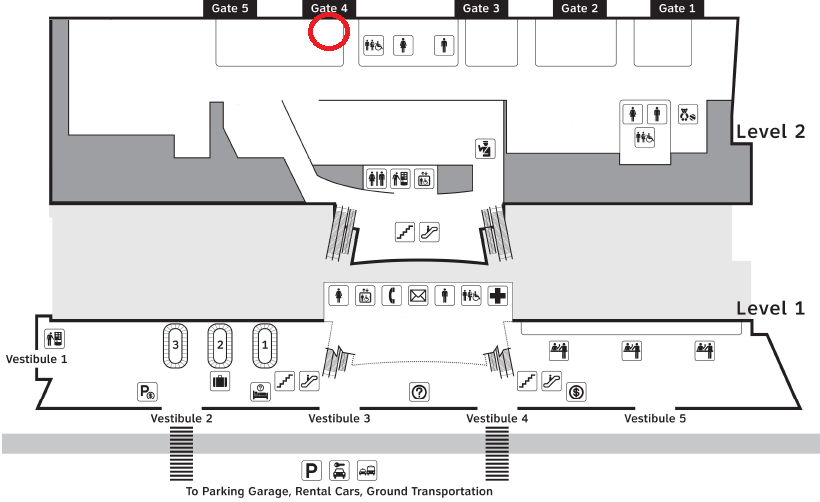 Gate 5
Gate 4
Gate 3
Gate 2
Gate 1
Level 2
Level 1
3
2
1
Vestibule 1
P$
?
?
$
Vestibule 2
Vestibule 3
Vestibule 4
Vestibule 5
P
To Parking Garage, Rental Cars, Ground Transportation